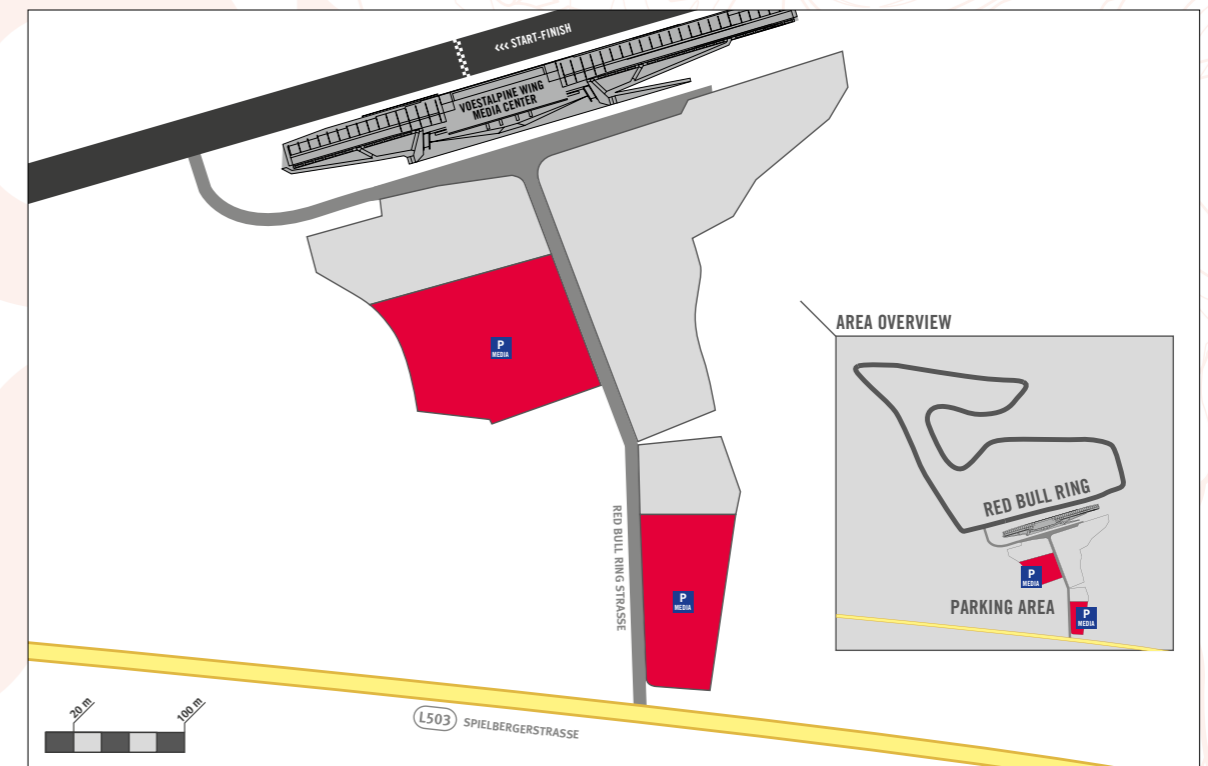 <<< START-FINISH
VOESTALPINE WING
MEDIA CENTER
P
MEDIA
AREA OVERVIEW
RED BULL RING
P
MEDIA
PARKING AREA
P
MEDIA
RED BULL RING STRASSE
P
MEDIA
20 m
100 m
L503 SPIELBERGERSTRASSE